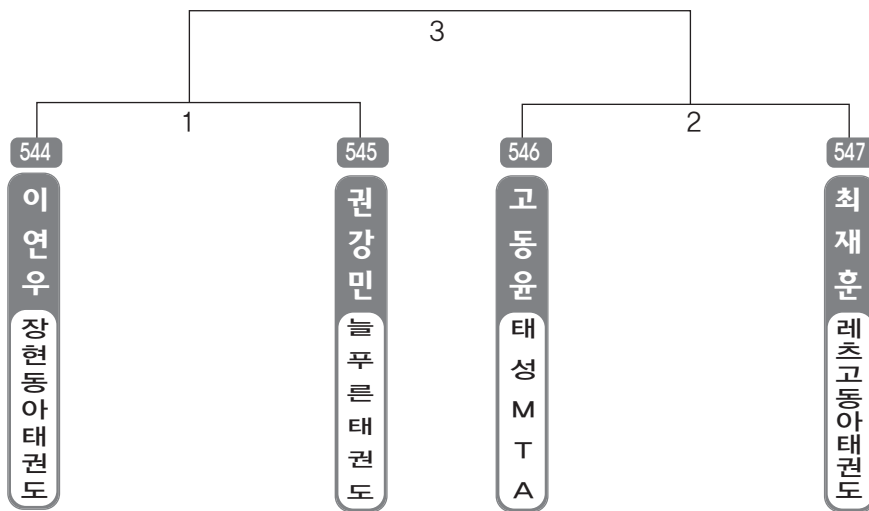 3
1
2
544
545
546
547
이연우
권강민
고동윤
최재훈
장현동아태권도
늘푸른태권도
태성MTA
레츠고동아태권도